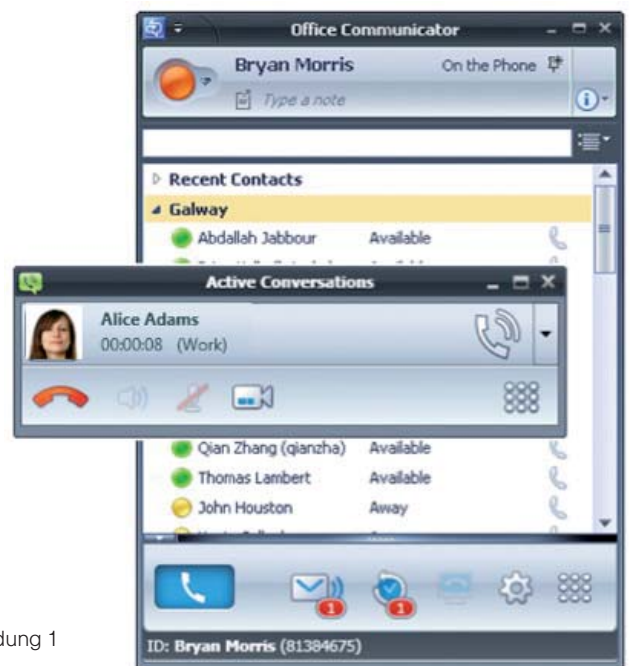 Office Communicator
Bryan Morris On the Phone
Type a note
Recent Contacts
Galway
Abdallah Jabbour Available
Active Conversations
Alice Adams
00:00:08 (Work)
Qian Zhang (qianzha) Available
Thomas Lambert Available
John Houston Away
1 1
dung 1
ID: Bryan Morris (81384675)